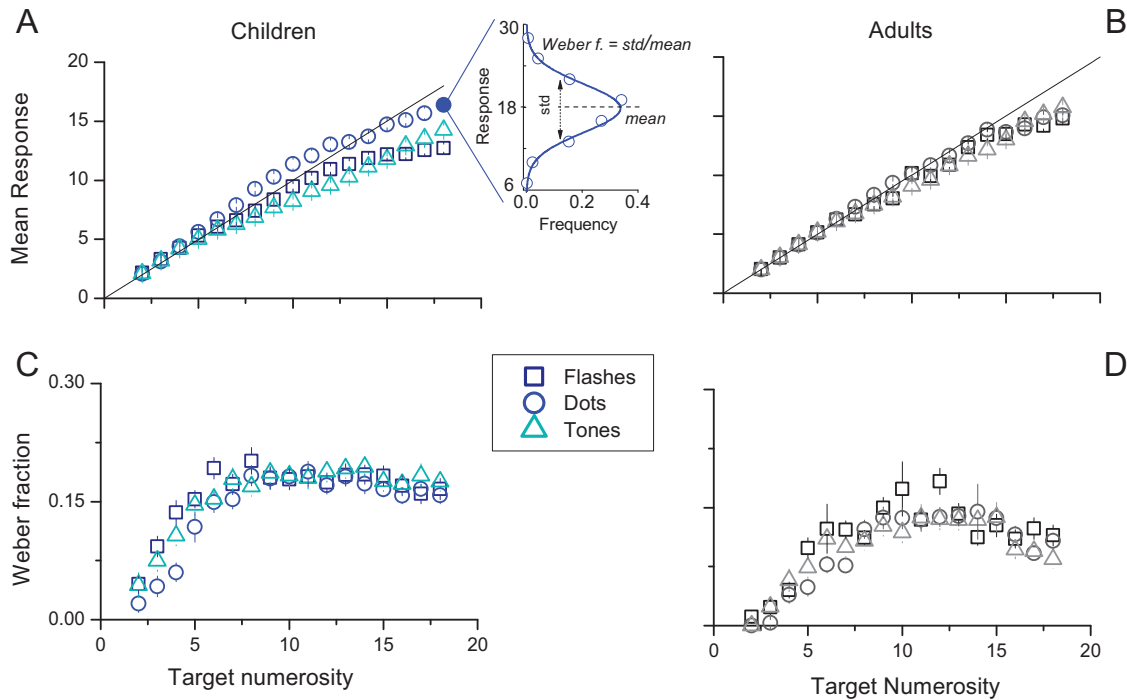 A
Children
B
Adults
Mean Response
20
15
10
5
0
30
18
6
Response
Weber f. = std/mean
std
mean
0.0
0.2
0.4
Frequency
C
D
Flashes
Dots
Tones
Weber fraction
0.30
0.15
0.00
0 5 10 15 20
Target numerosity
0 5 10 15 20
Target Numerosity